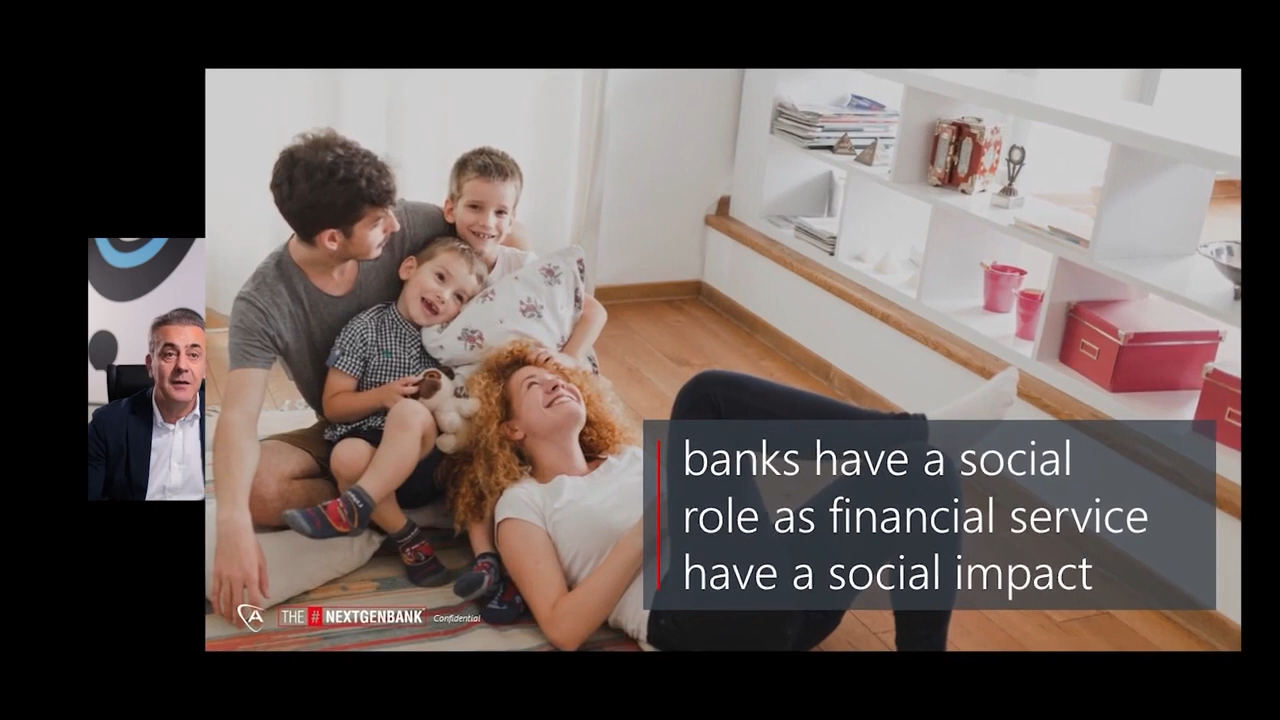 banks have a social
role as financial service
have a social impact
THE # NEXTGENBANK Confidential